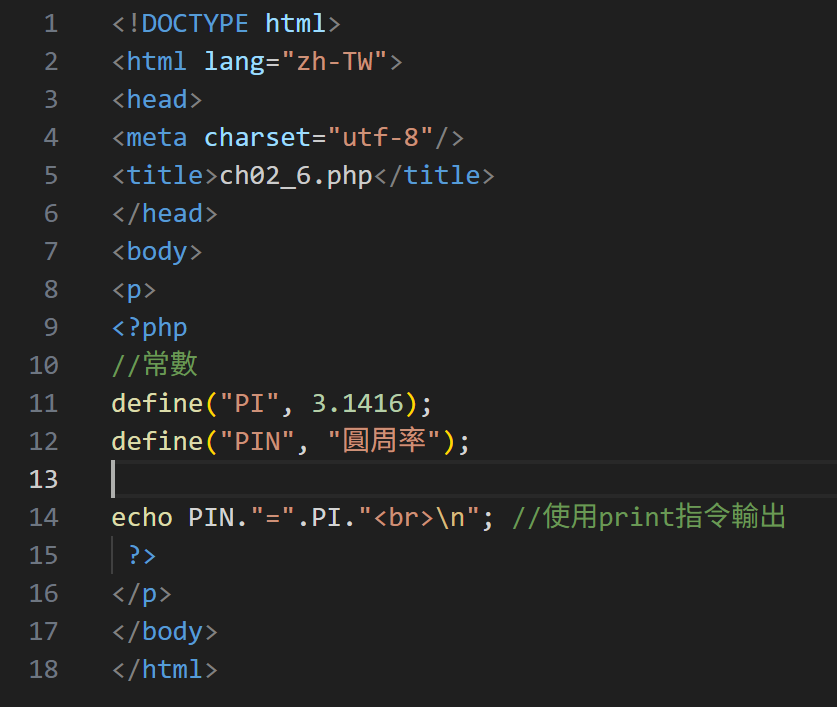 1 <!DOCTYPE html>
2 <html lang="zh-TW">
3 <head>
4 <meta charset="utf-8"/>
5 <title>ch02_6.php</title>
6 </head>
7 <body>
8 <p>
9 <?php
10 //常數
11 define("PI", 3.1416);
12 define("PIN", "圓周率");
13
14 echo PIN."=".PI."<br>\n"; //使用print指令輸出
15  ?>
16 </p>
17 </body>
18 </html>